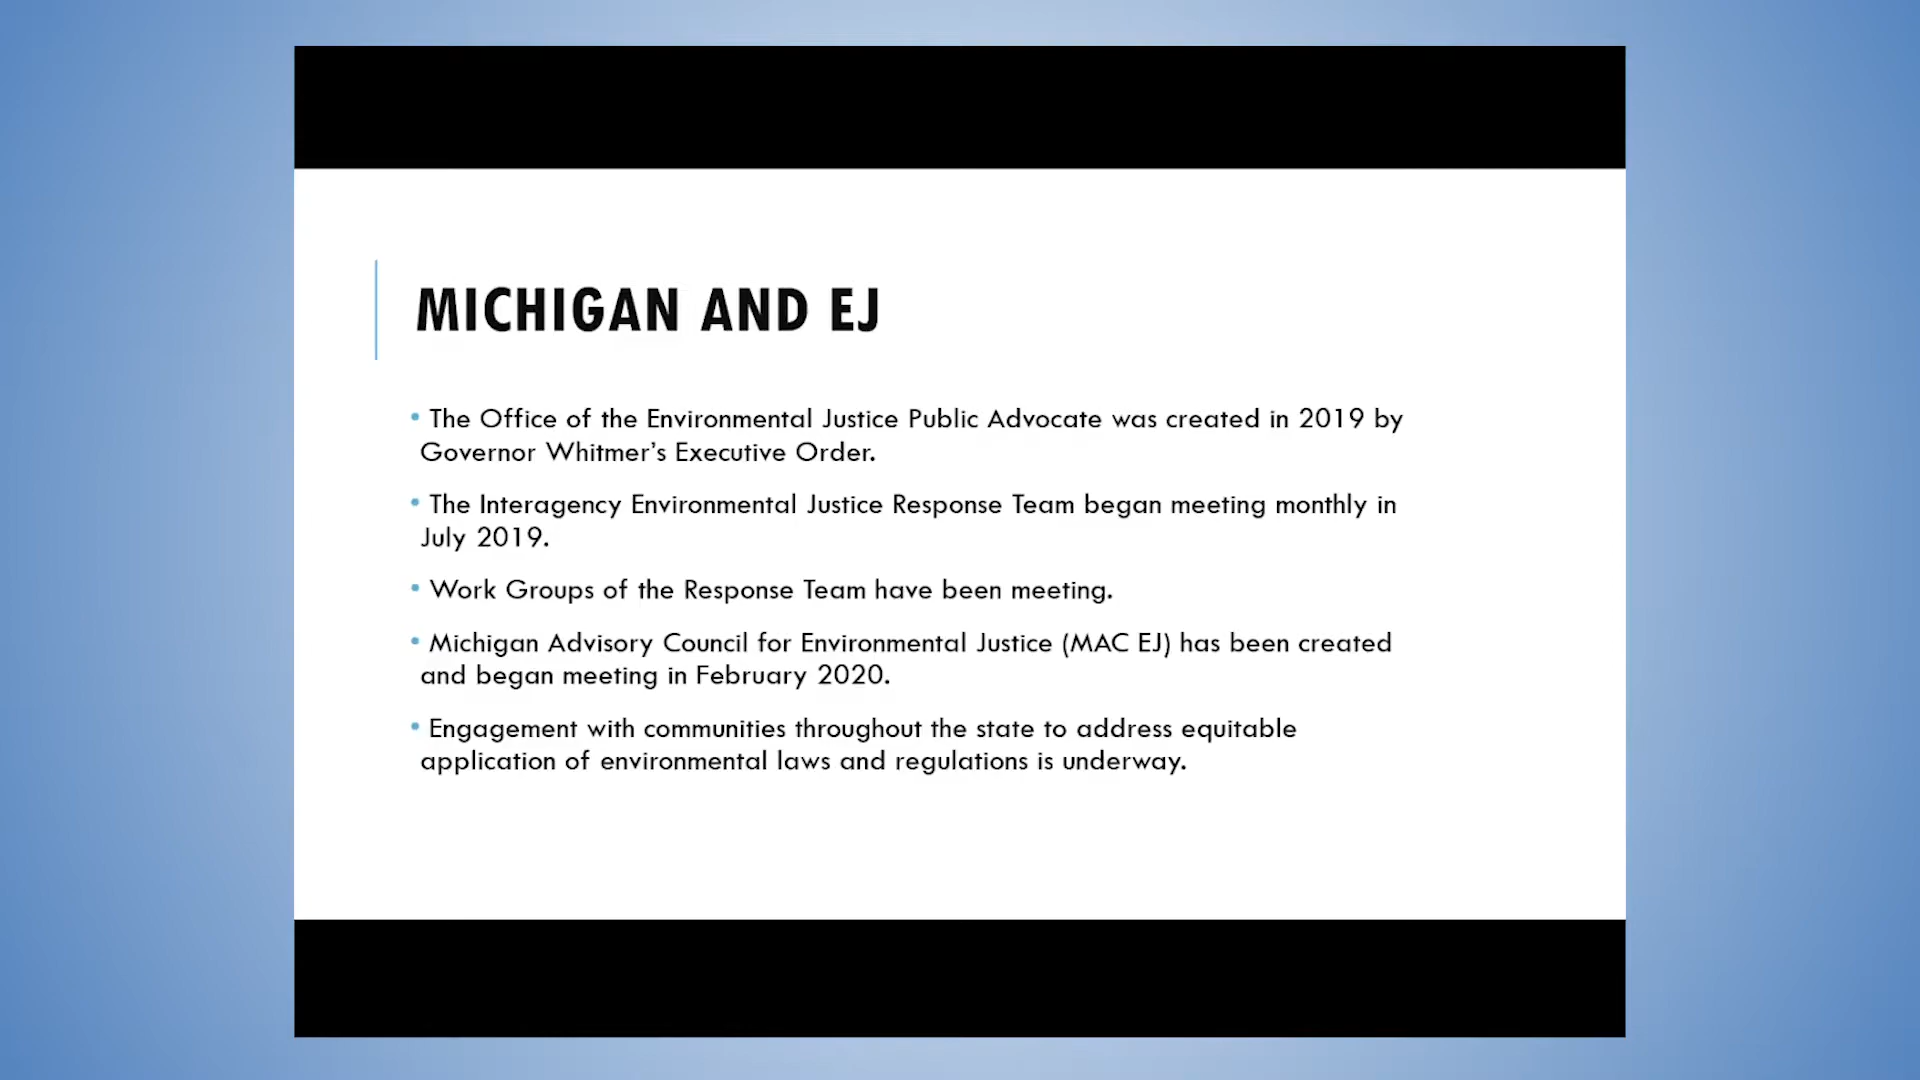 MICHIGAN AND EJ
• The Office of the Environmental Justice Public Advocate was created in 2019 by
Governor Whitmer’s Executive Order.
• The Interagency Environmental Justice Response Team began meeting monthly in
July 2019.
• Work Groups of the Response Team have been meeting.
• Michigan Advisory Council for Environmental Justice (MAC EJ) has been created
and began meeting in February 2020.
• Engagement with communities throughout the state to address equitable
application of environmental laws and regulations is underway.